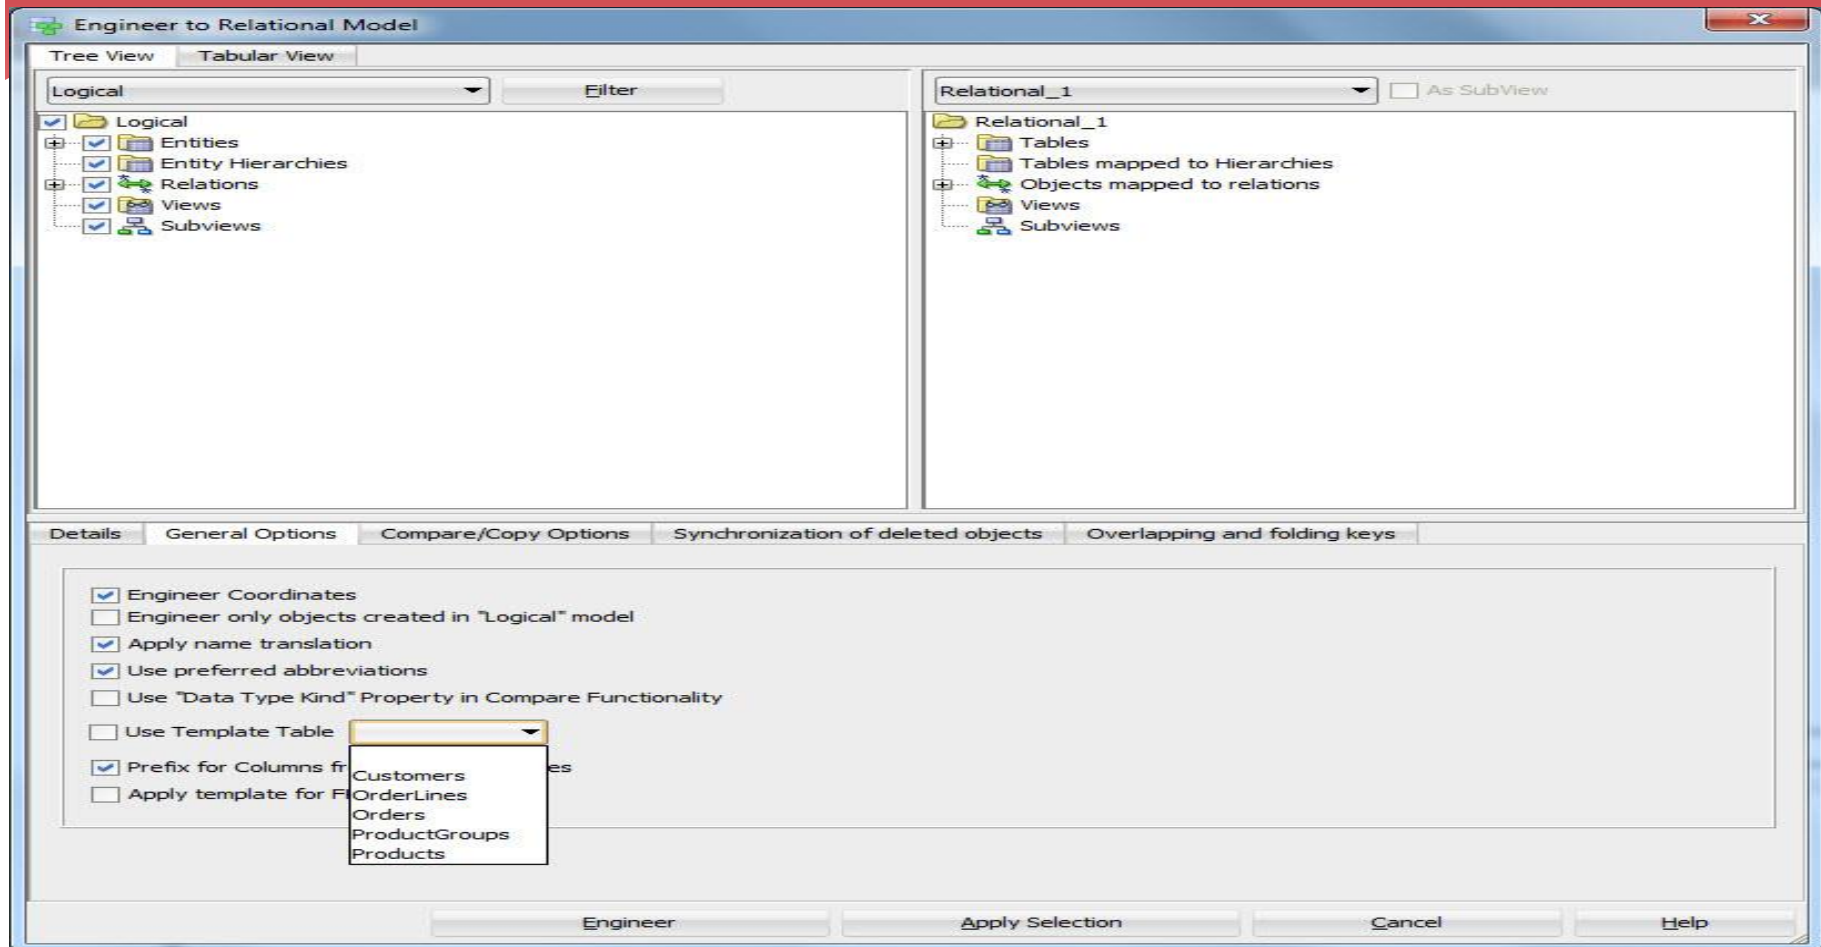 Engineer to Relational Model
Tree View Tabular View
Logical Filter Relational_1 As SubView
Logical
Entities
Entity Hierarchies
Relations
Views
Subviews
Relational_1
Tables
Tables mapped to Hierarchies
Objects mapped to relations
Views
Subviews
Details General Options Compare/Copy Options Synchronization of deleted objects Overlapping and folding keys
Engineer Coordinates
Engineer only objects created in "Logical" model
Apply name translation
Use preferred abbreviations
Use "Data Type Kind" Property in Compare Functionality
Use Template Table
Prefix for Columns
Apply template for
Customers
OrderLines
Orders
ProductGroups
Products
Engineer Apply Selection Cancel Help